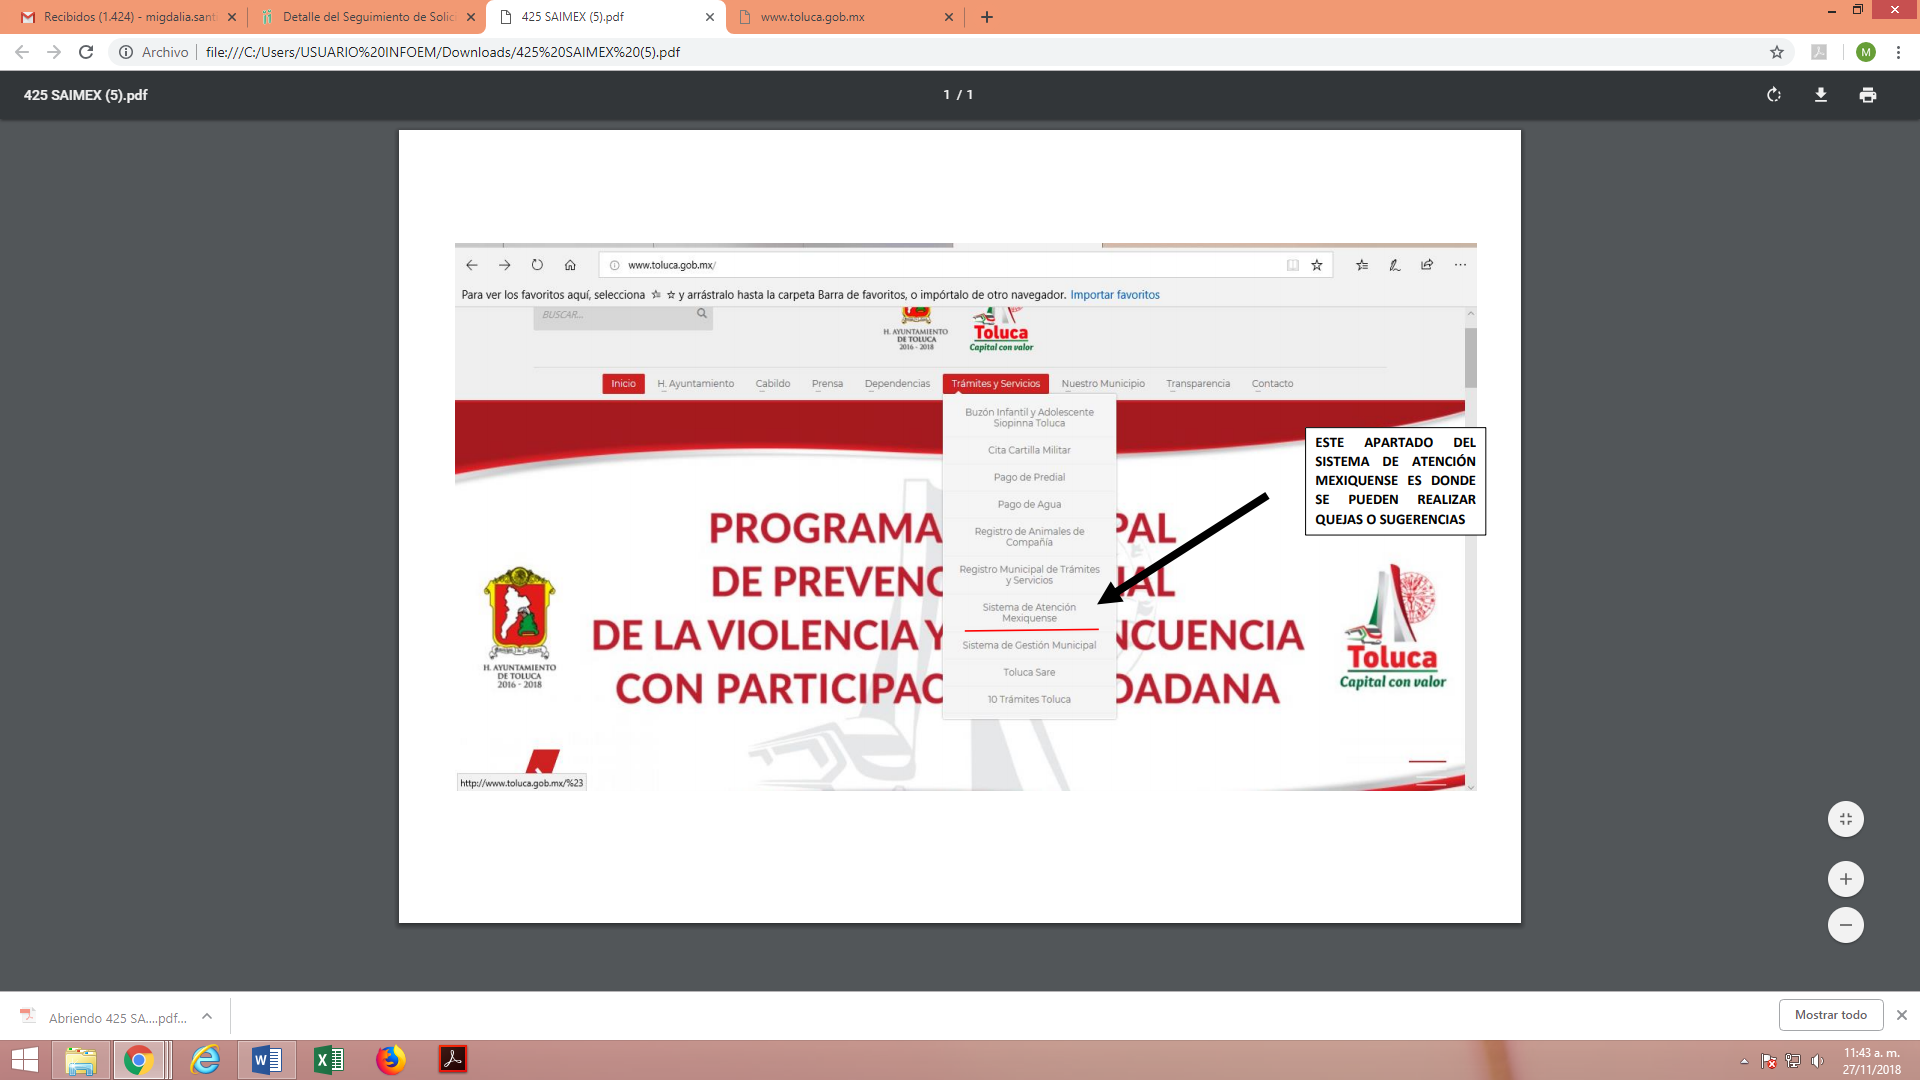 Recibidos (1.424) - migdalia.sant
Detalle del Seguimiento de Solic
425 SAIMEX (5).pdf
www.toluca.gob.mx
Archivo
file:///C:/Users/USUARIO%20INFOEM/Downloads/425%20SAIMEX%20(5).pdf
M
425 SAIMEX (5).pdf
1 / 1
www.toluca.gob.mx/
Para ver los favoritos aquí, selecciona y arrástralo hasta la carpeta Barra de favoritos, o impórtalo de otro navegador. Importar favoritos
BUSCAR...
H. AYUNTAMIENTO
DE TOLUCA
2016 - 2018
Toluca
Capital con valor
Inicio
H. Ayuntamiento
Cabildo
Prensa
Dependencias
Trámites y Servicios
Nuestro Municipio
Transparencia
Contacto
Buzón Infantil y Adolescente
Siopinna Toluca
Cita Cartilla Militar
Pago de Predial
Pago de Agua
Registro de Animales de
Compañía
Registro Municipal de Trámites
y Servicios
Sistema de Atención
Mexiquense
Sistema de Gestión Municipal
Toluca Sare
10 Trámites Toluca
ESTE APARTADO DEL
SISTEMA DE ATENCIÓN
MEXIQUENSE ES DONDE
SE PUEDEN REALIZAR
QUEJAS O SUGERENCIAS
PROGRAMA PAL
DE PREVENC IAL
DE LA VIOLENCIA Y NCUENCIA
CON PARTICIPAC DADANA
H. AYUNTAMIENTO
DE TOLUCA
2016 - 2018
Toluca
Capital con valor
http://www.toluca.gob.mx/%23
Abriendo 425 SA....pdf...
Mostrar todo
11:43 a. m.
27/11/2018